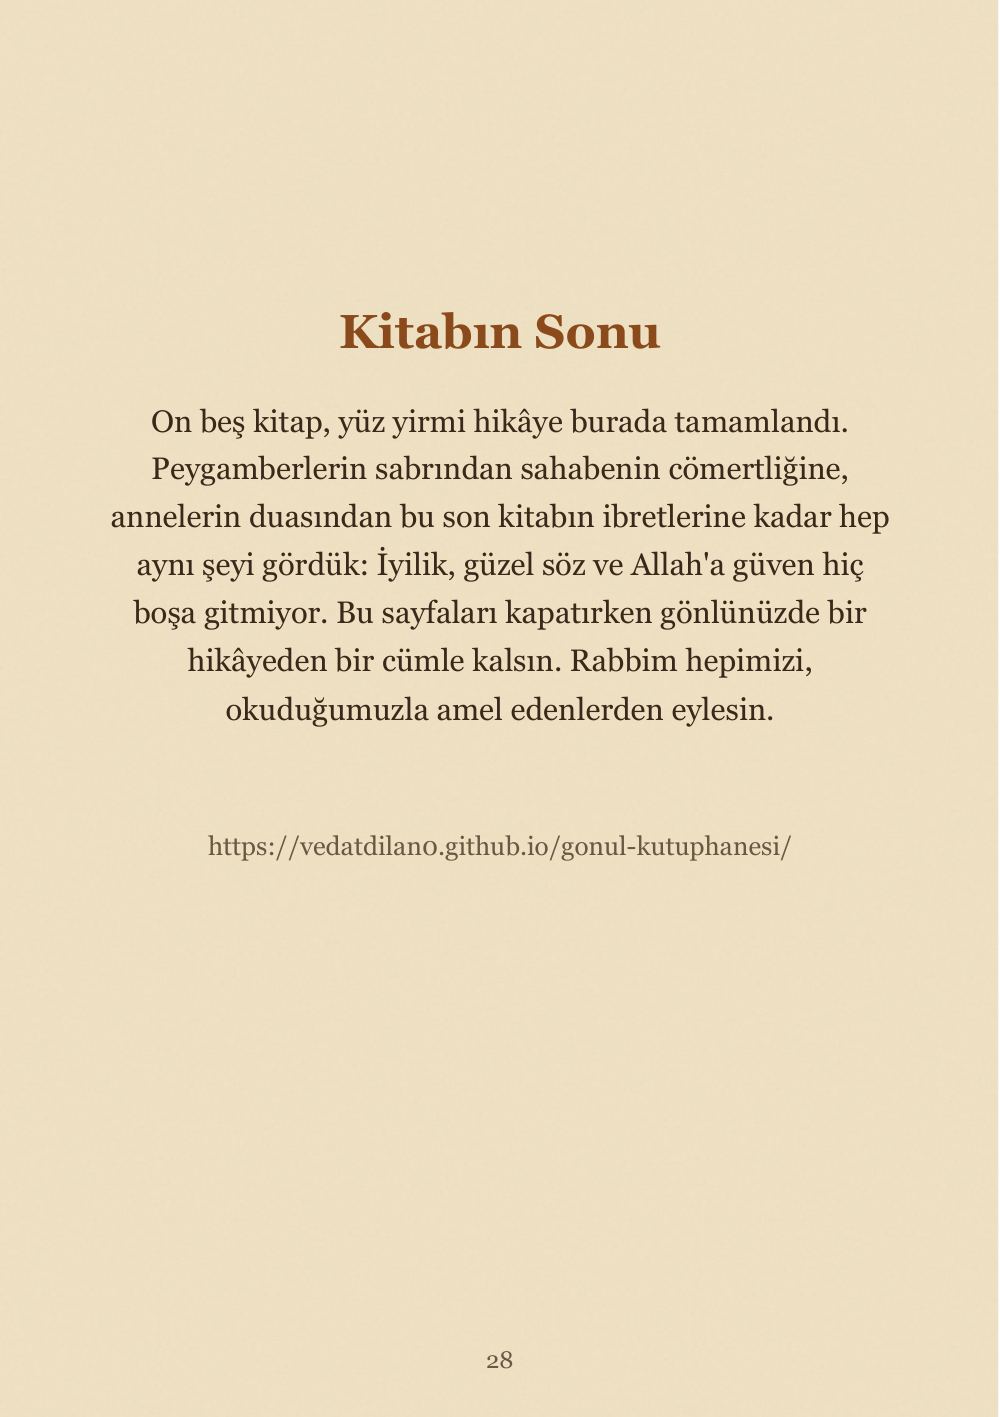 Kitabın Sonu
On beş kitap, yüz yirmi hikâye burada tamamlandı.
Peygamberlerin sabrından sahabenin cömertliğine,
annelerin duasından bu son kitabın ibretlerine kadar hep
aynı şeyi gördük: İyilik, güzel söz ve Allah'a güven hiç
boşa gitmiyor. Bu sayfaları kapatırken gönlünüzde bir
hikâyeden bir cümle kalsın. Rabbim hepimizi,
okuduğumuzla amel edenlerden eylesin.
https://vedatdilan0.github.io/gonul-kutuphanesi/
28